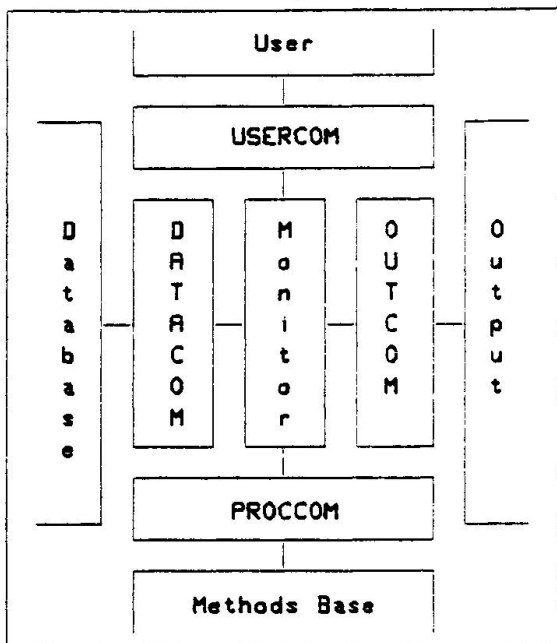 User
USERCOM
Database
DATACOM
Monitor
OUTCOM
Output
PROCCOM
Methods Base